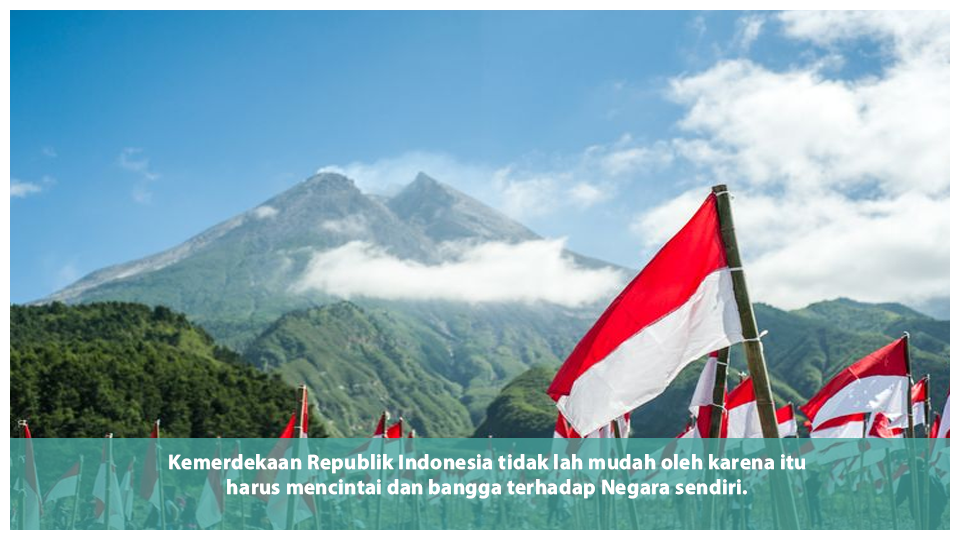 Kemerdekaan Republik Indonesia tidak lah mudah oleh karena itu
harus mencintai dan bangga terhadap Negara sendiri.